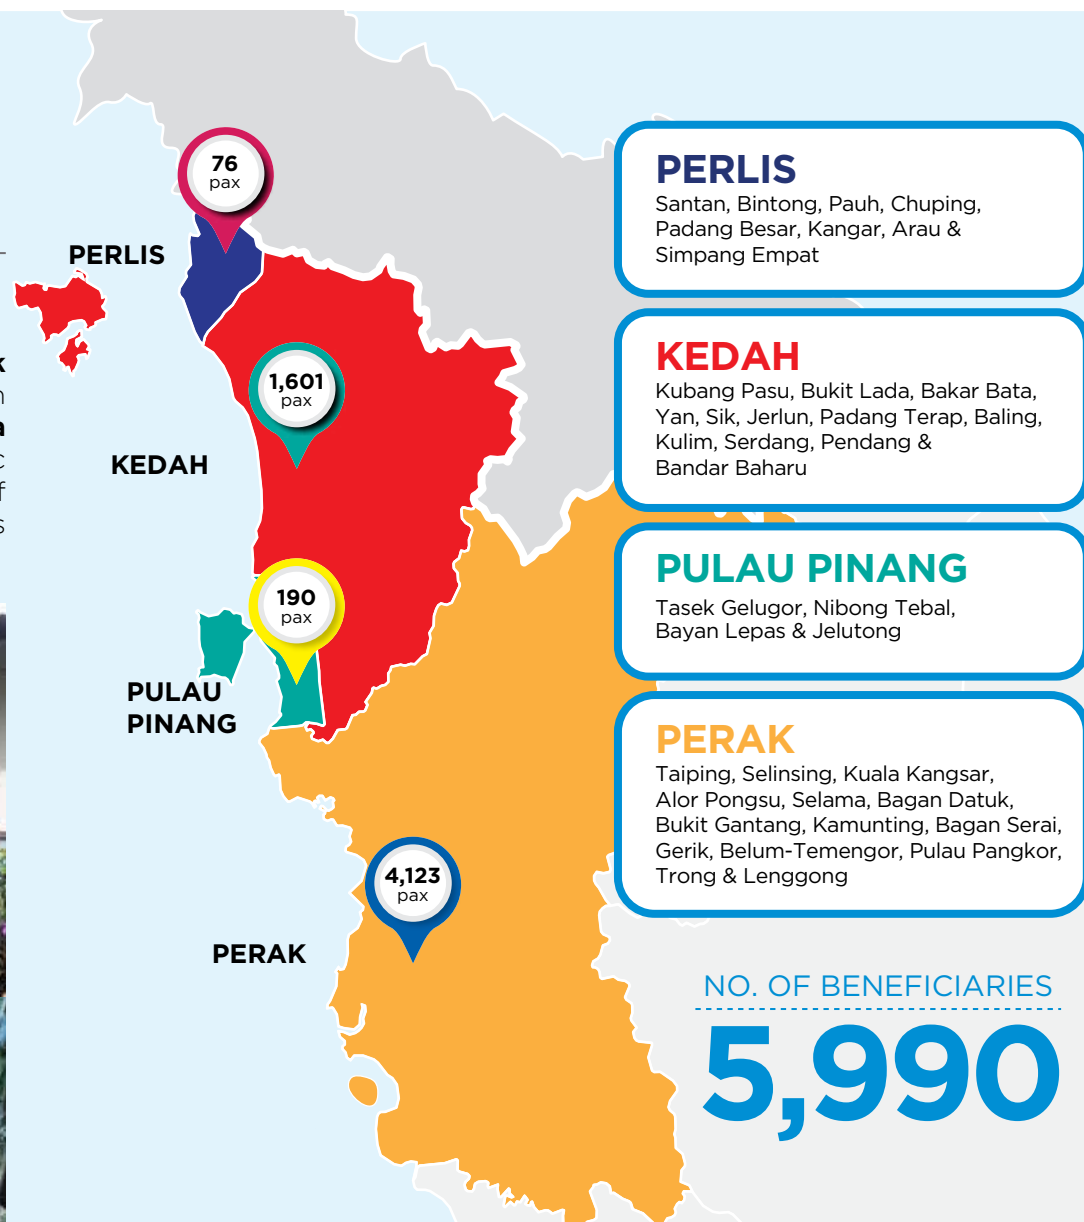 76
pax
PERLIS
1,601
pax
KEDAH
190
pax
PULAU
PINANG
4,123
pax
PERAK
PERLIS
Santan, Bintong, Pauh, Chuping,
Padang Besar, Kangar, Arau &
Simpang Empat
KEDAH
Kubang Pasu, Bukit Lada, Bakar Bata,
Yan, Sik, Jerlun, Padang Terap, Baling,
Kulim, Serdang, Pendang &
Bandar Baharu
PULAU PINANG
Tasek Gelugor, Nibong Tebal,
Bayan Lepas & Jelutong
PERAK
Taiping, Selinsing, Kuala Kangsar,
Alor Pongsu, Selama, Bagan Datuk,
Bukit Gantang, Kamunting, Bagan Serai,
Gerik, Belum-Temengor, Pulau Pangkor,
Trong & Lenggong
NO. OF BENEFICIARIES
5,990